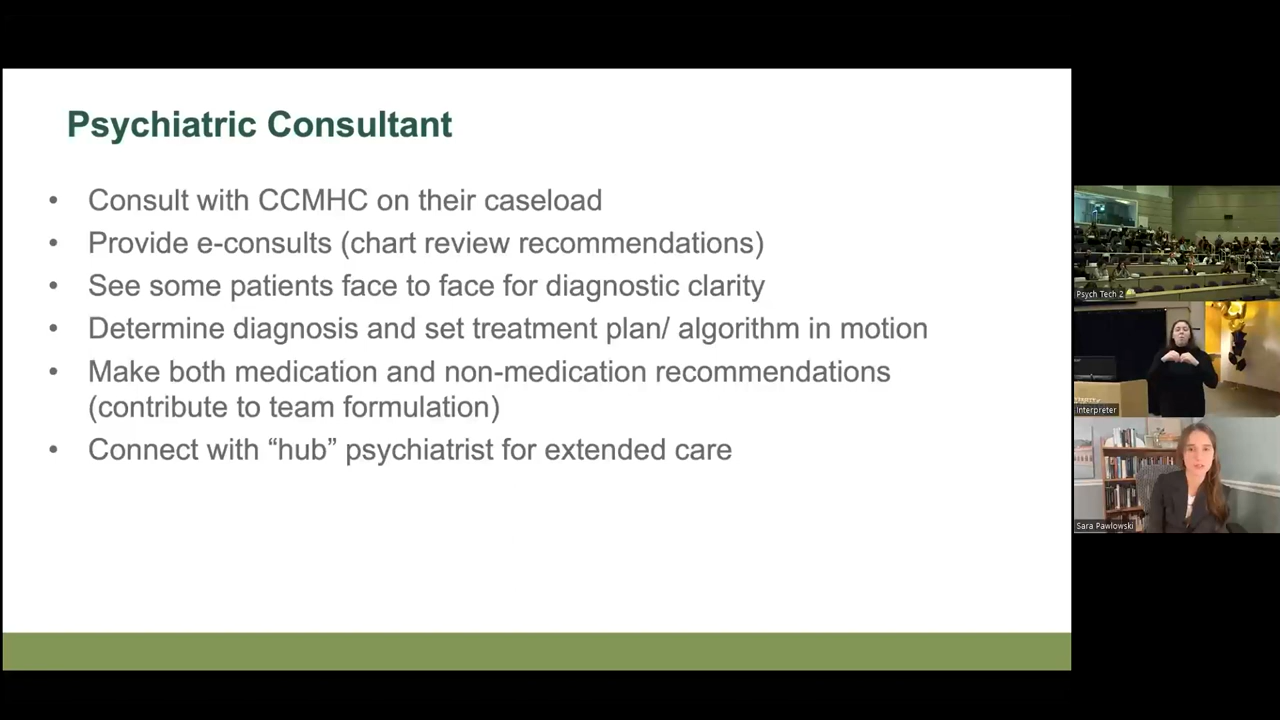 Psychiatric Consultant
• Consult with CCMHC on their caseload
• Provide e-consults (chart review recommendations)
• See some patients face to face for diagnostic clarity
• Determine diagnosis and set treatment plan/ algorithm in motion
• Make both medication and non-medication recommendations
(contribute to team formulation)
• Connect with “hub” psychiatrist for extended care
Psych Tech 2
Interpreter
Sara Pawlowski